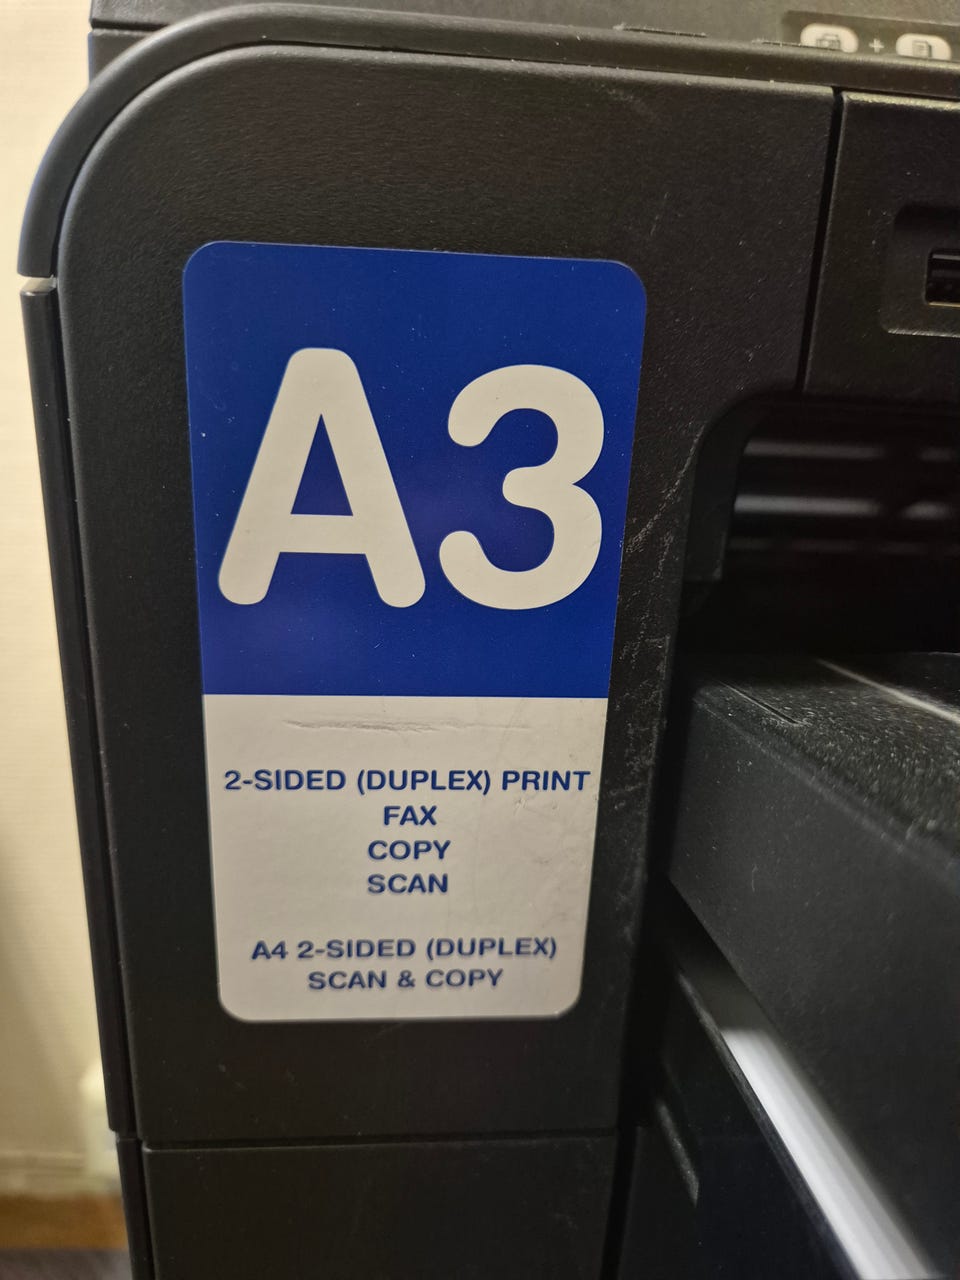 A3
2-SIDED (DUPLEX) PRINT
FAX
COPY
SCAN
A4 2-SIDED (DUPLEX)
SCAN & COPY